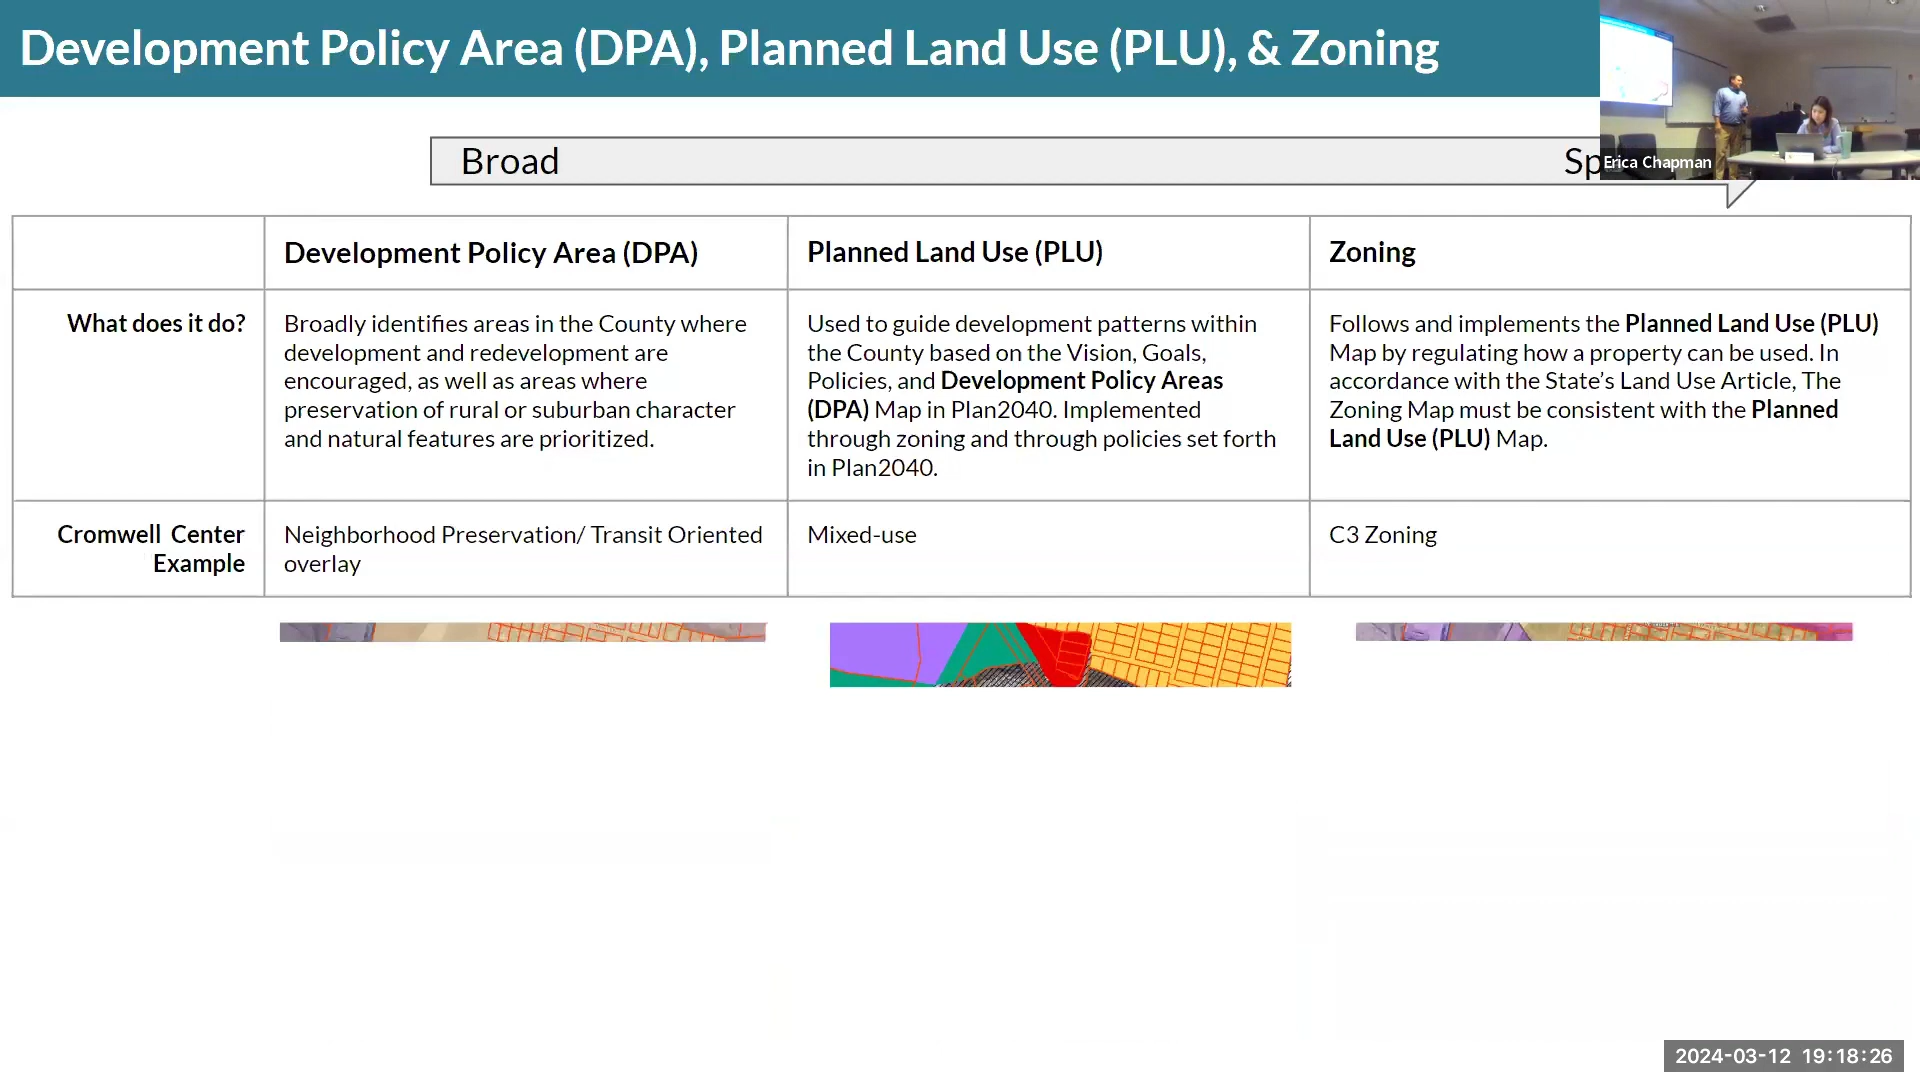 Development Policy Area (DPA), Planned Land Use (PLU), & Zoning
Broad
Sp
Erica Chapman
Development Policy Area (DPA)
Planned Land Use (PLU)
Zoning
What does it do?
Broadly identifies areas in the County where
development and redevelopment are
encouraged, as well as areas where
preservation of rural or suburban character
and natural features are prioritized.
Used to guide development patterns within
the County based on the Vision, Goals,
Policies, and Development Policy Areas
(DPA) Map in Plan2040. Implemented
through zoning and through policies set forth
in Plan2040.
Follows and implements the Planned Land Use (PLU)
Map by regulating how a property can be used. In
accordance with the State’s Land Use Article, The
Zoning Map must be consistent with the Planned
Land Use (PLU) Map.
Cromwell Center
Example
Neighborhood Preservation/ Transit Oriented
overlay
Mixed-use
C3 Zoning
2024-03-12 19:18:26